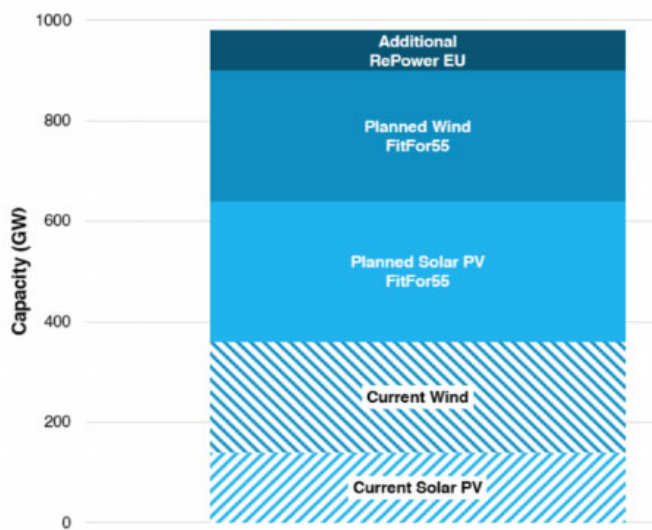 1000
Additional
RePower EU
800
Planned Wind
FitFor55
600
Planned Solar PV
FitFor55
400
Current Wind
200
Current Solar PV
0
Capacity (GW)